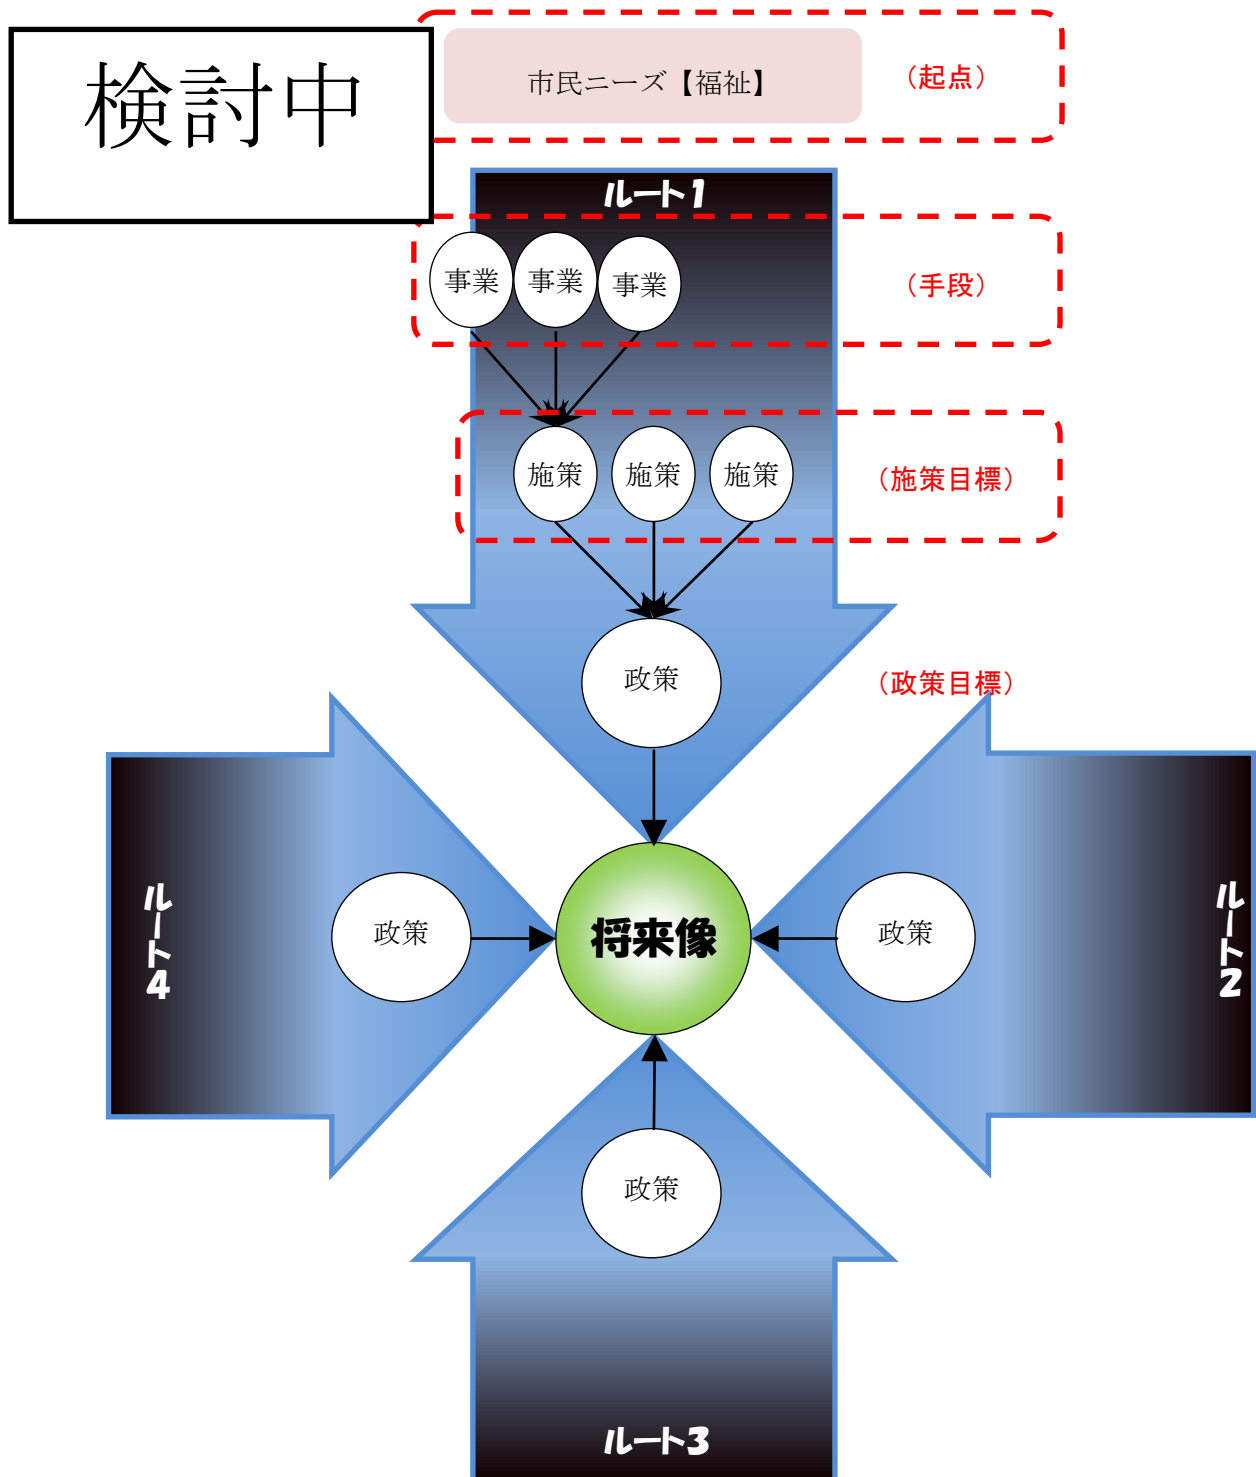 検討中
市民ニーズ【福祉】
（起点）
ルート1
事業
事業
事業
（手段）
施策
施策
施策
（施策目標）
政策
（政策目標）
ルート4
政策
将来像
政策
ルート2
政策
ルート3